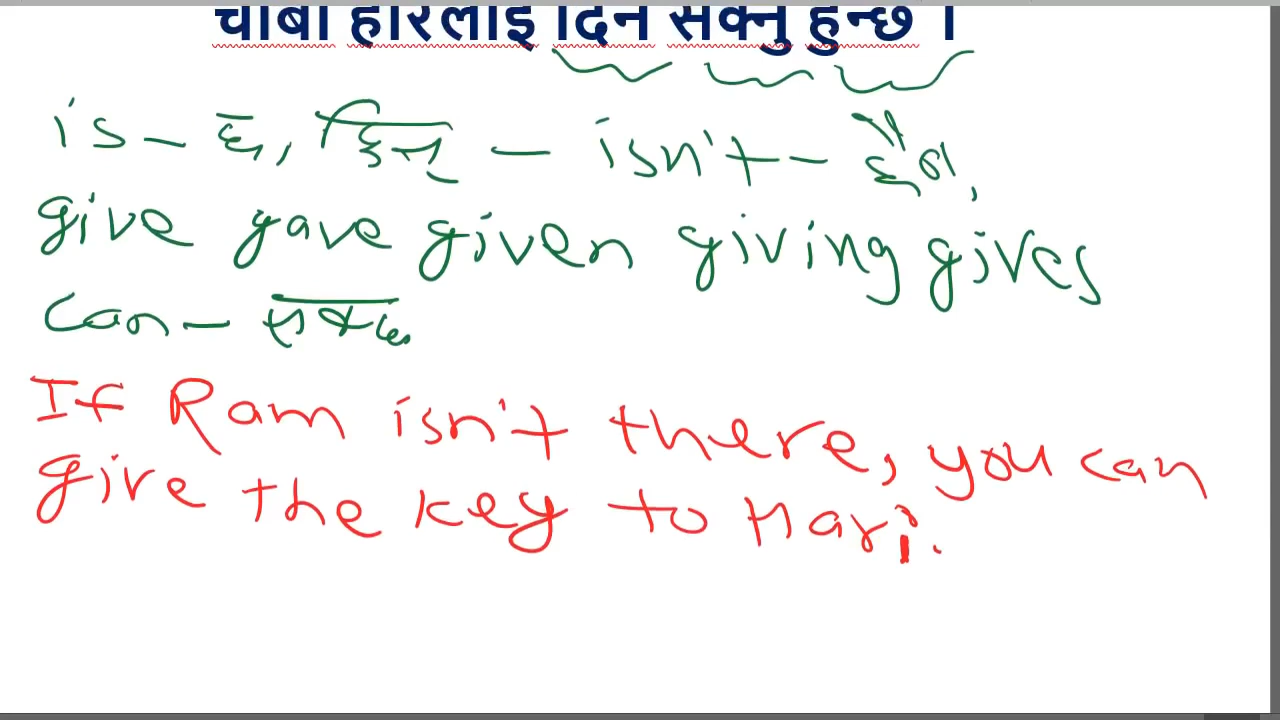 चाबी हरिलाई दिन सक्नु हुन्छ ।
is - छ, हुन् - isn't - छैन,
give gave given giving gives
can - सक्छ
If Ram isn't there, you can
give the key to Hari.